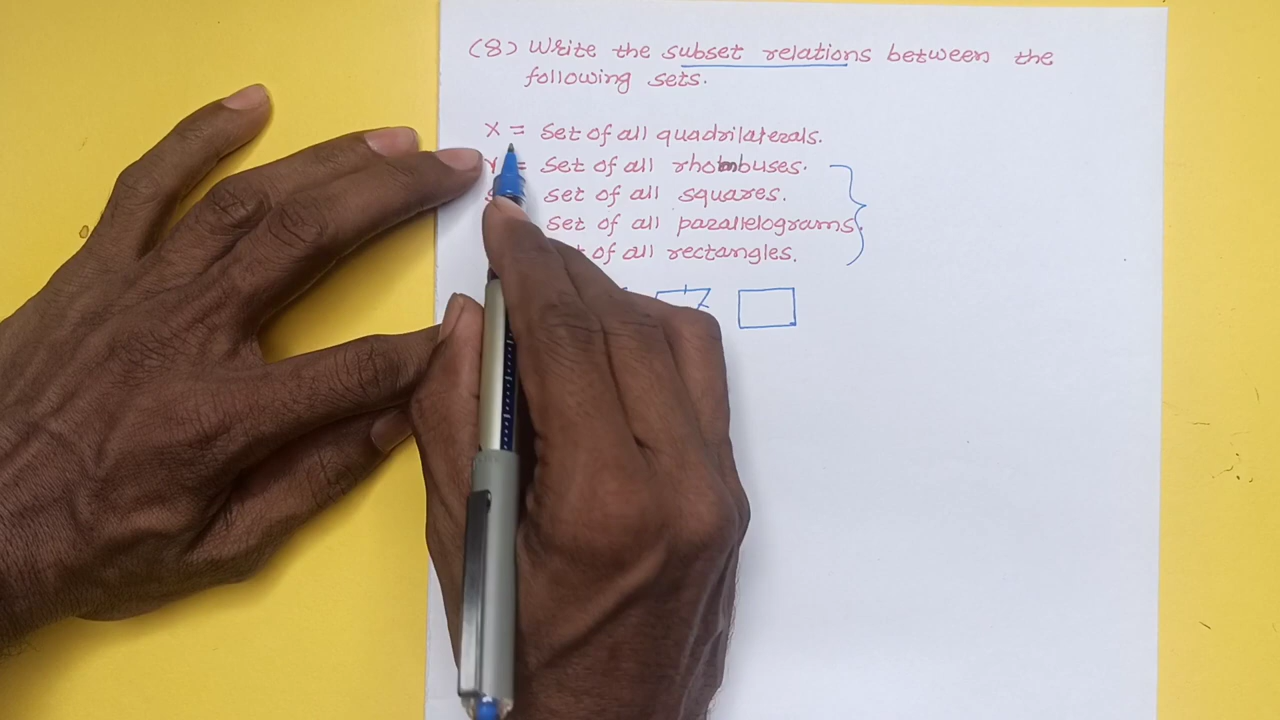 (8) Write the subset relations between the
following sets.
X = set of all quadrilaterals.
Y = set of all rhombuses.
S set of all squares.
set of all parallelograms.
of all rectangles.